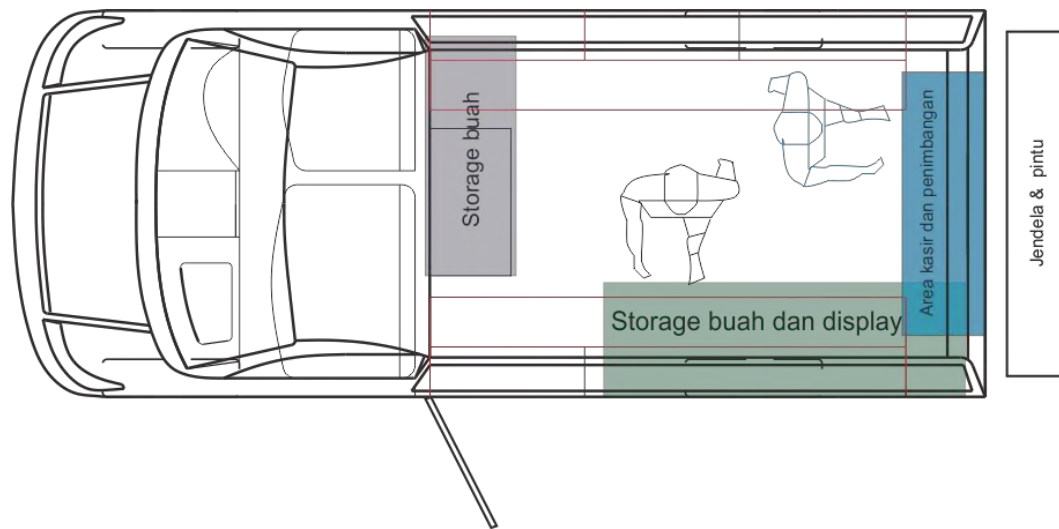 Storage buah
Storage buah dan display
Area kasir dan penimbangan
Jendela & pintu